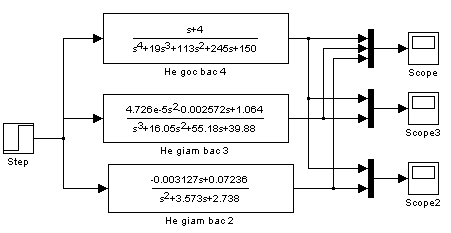 s+4
s⁴+19s³+113s²+245s+150
He goc bac 4
Scope
4.726e-5s²-0.002572s+1.064
s³+16.05s²+55.18s+39.88
He giam bac 3
Scope3
Step
-0.003127s+0.07236
s²+3.573s+2.738
He giam bac 2
Scope2